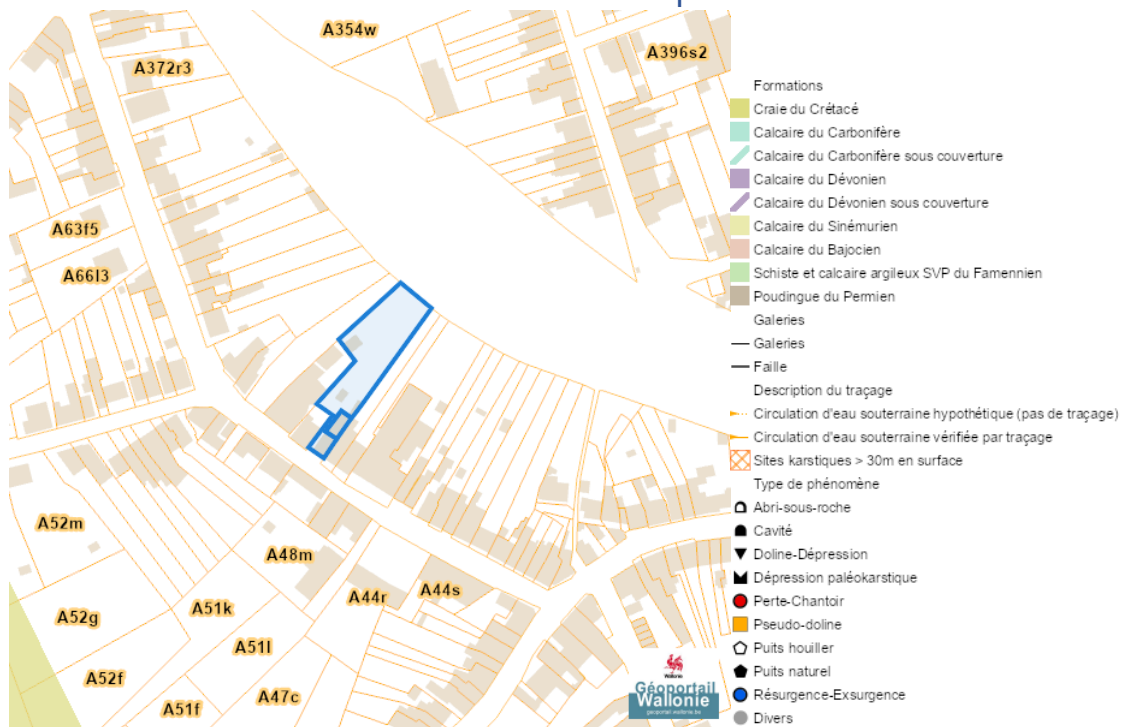 A354w
A396s2
A372r3
A63f5
A66l3
A52m
A48m
A44r
A44s
A52g
A51k
A51l
A52f
A47c
A51f
Wallonie
Géoportail
Wallonie
geoportail.wallonie.be
Formations
Craie du Crétacé
Calcaire du Carbonifère
Calcaire du Carbonifère sous couverture
Calcaire du Dévonien
Calcaire du Dévonien sous couverture
Calcaire du Sinémurien
Calcaire du Bajocien
Schiste et calcaire argileux SVP du Famennien
Poudingue du Permien
Galeries
Galeries
Faille
Description du traçage
Circulation d'eau souterraine hypothétique (pas de traçage)
Circulation d'eau souterraine vérifiée par traçage
Sites karstiques > 30m en surface
Type de phénomène
Abri-sous-roche
Cavité
Doline-Dépression
Dépression paléokarstique
Perte-Chantoir
Pseudo-doline
Puits houiller
Puits naturel
Résurgence-Exsurgence
Divers